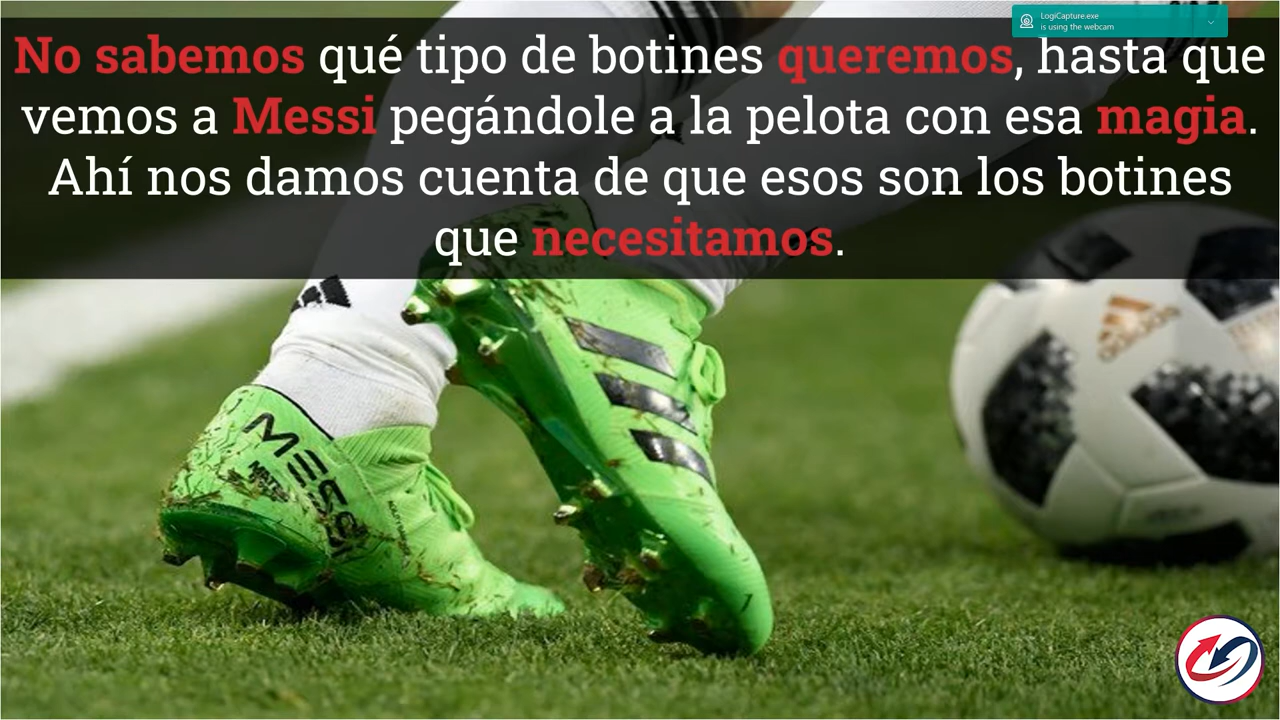 LogiCapture.exe
is using the webcam
No sabemos qué tipo de botines queremos, hasta que
vemos a Messi pegándole a la pelota con esa magia.
Ahí nos damos cuenta de que esos son los botines
que necesitamos.
adidas
MESSI